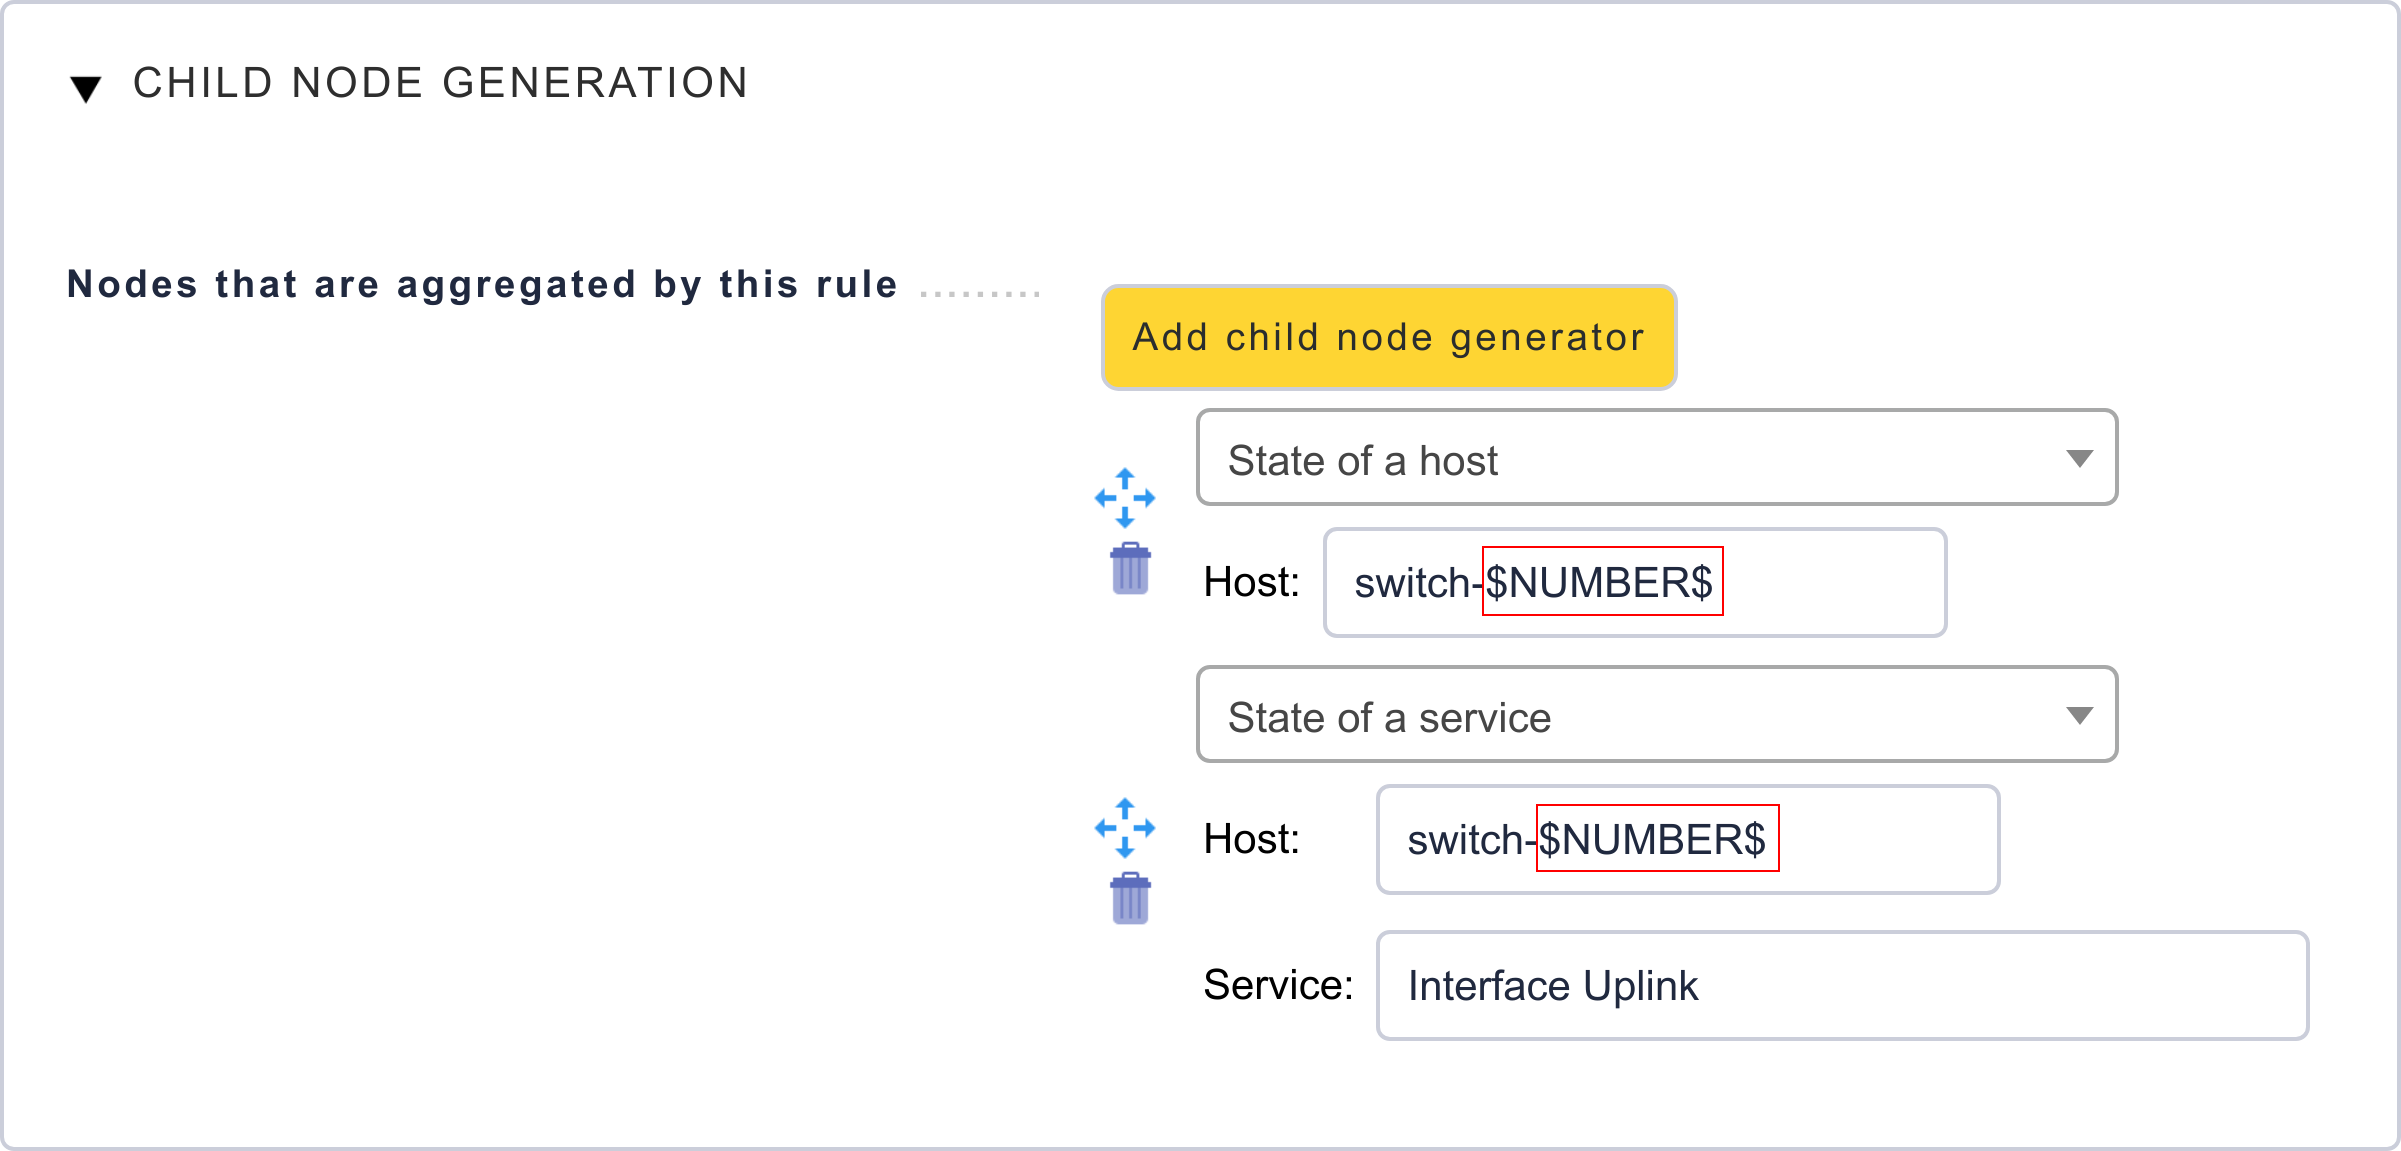 CHILD NODE GENERATION
Nodes that are aggregated by this rule .........
Add child node generator
State of a host
Host: switch-$NUMBER$
State of a service
Host: switch-$NUMBER$
Service: Interface Uplink